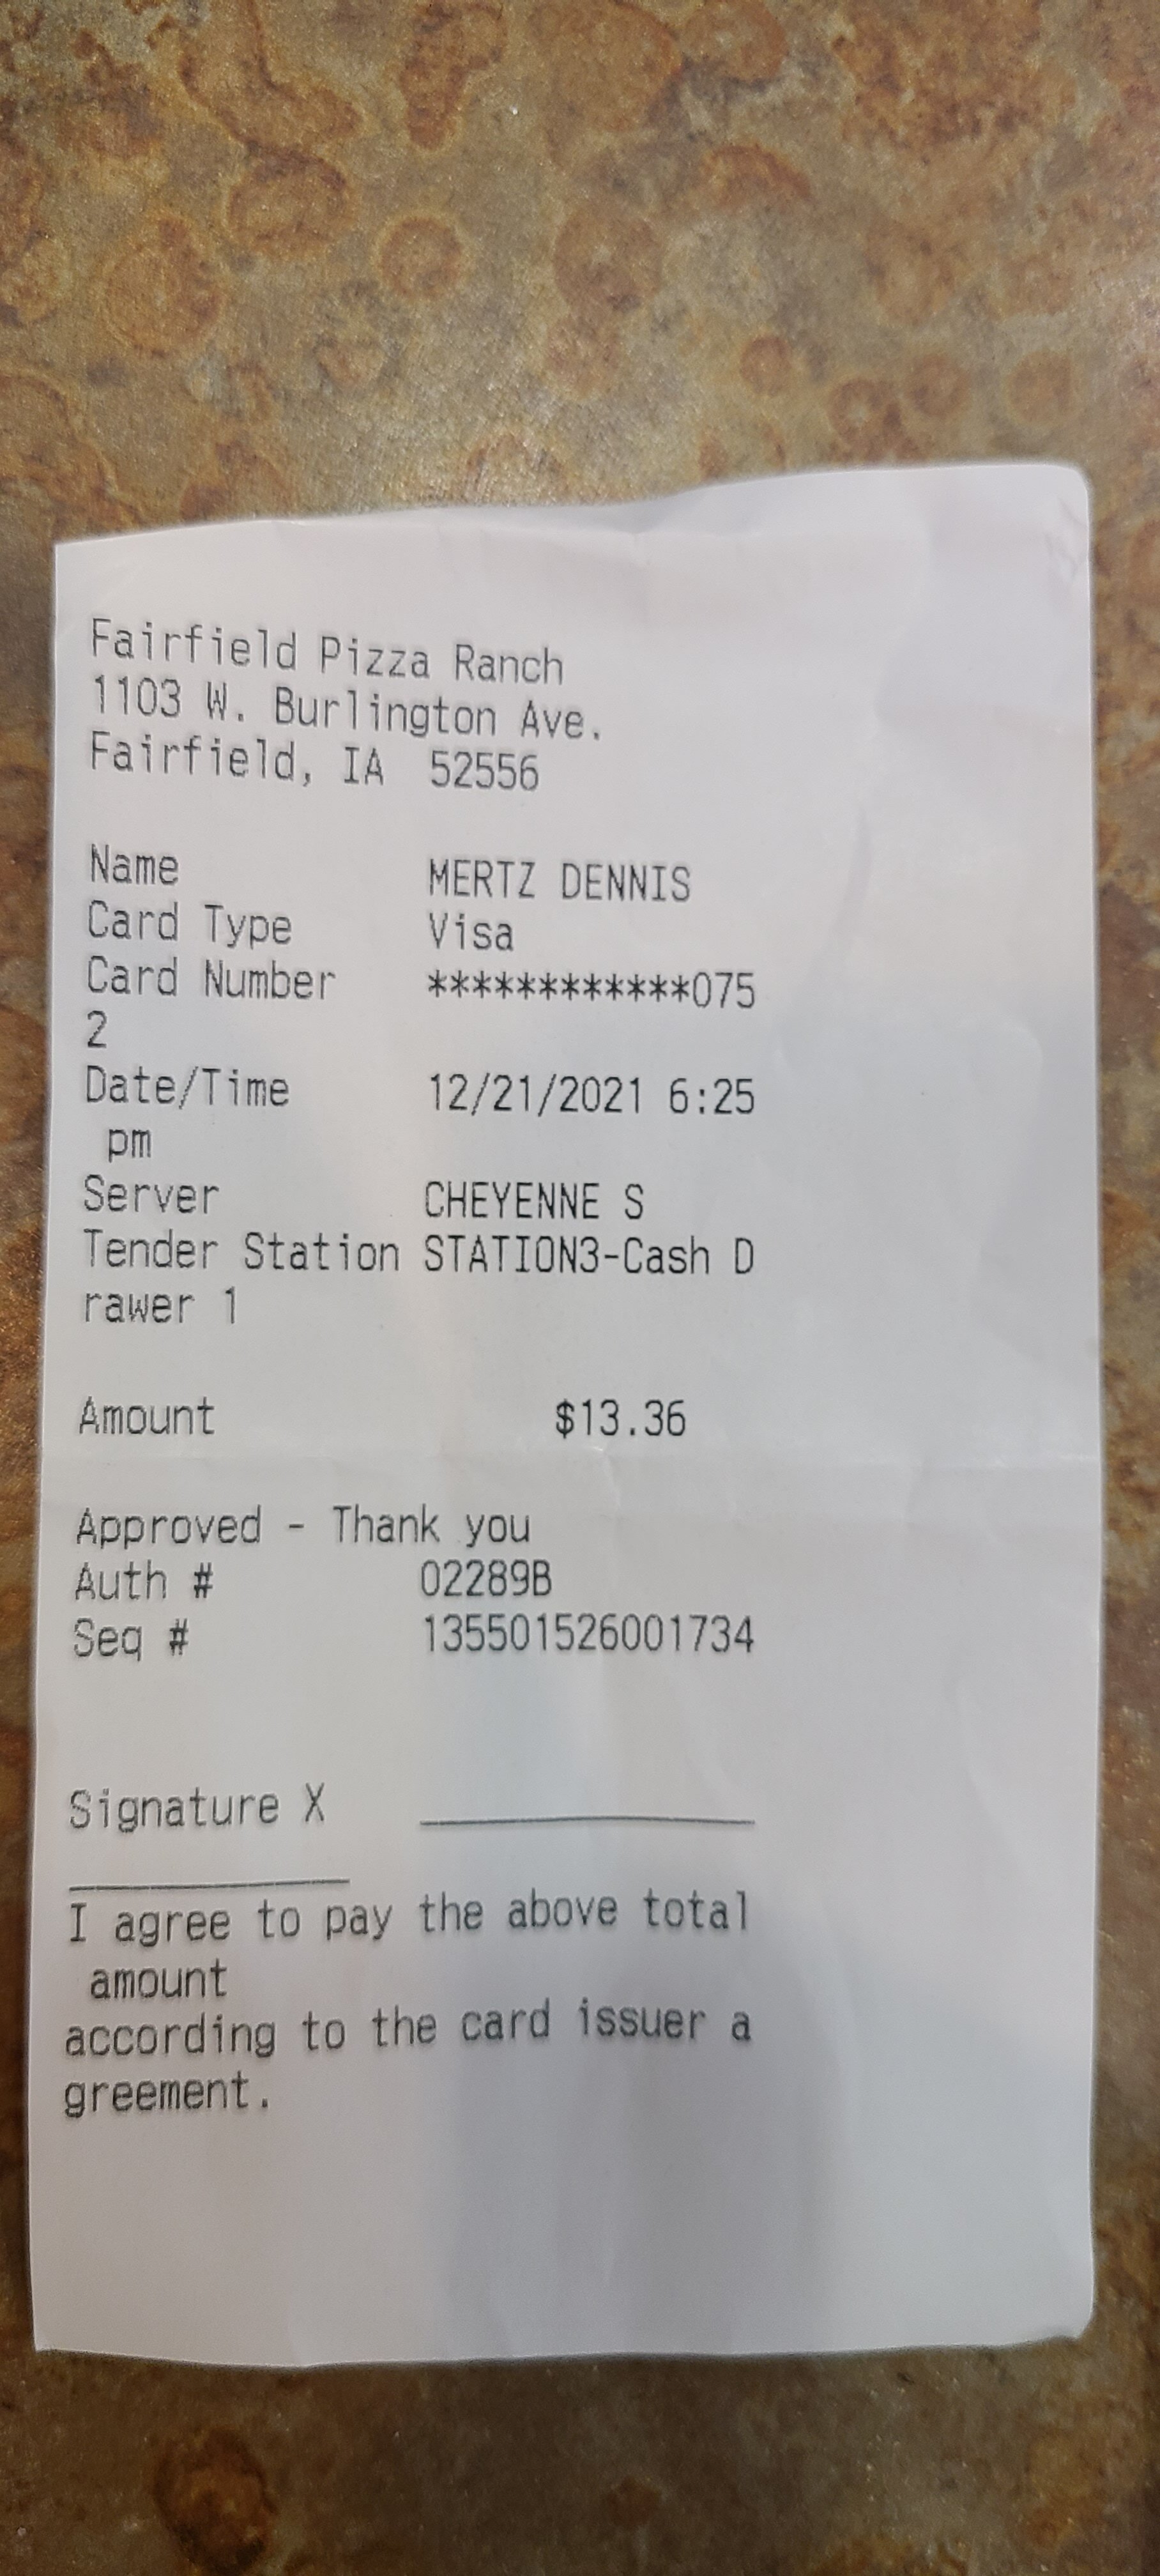 Fairfield Pizza Ranch
1103 W. Burlington Ave.
Fairfield, IA  52556
Name MERTZ DENNIS
Card Type Visa
Card Number ************075
2
Date/Time 12/21/2021 6:25
pm
Server CHEYENNE S
Tender Station STATION3-Cash D
rawer 1
Amount $13.36
Approved - Thank you
Auth # 02289B
Seq # 135501526001734
Signature X _______________
_____________
I agree to pay the above total
amount
according to the card issuer a
greement.